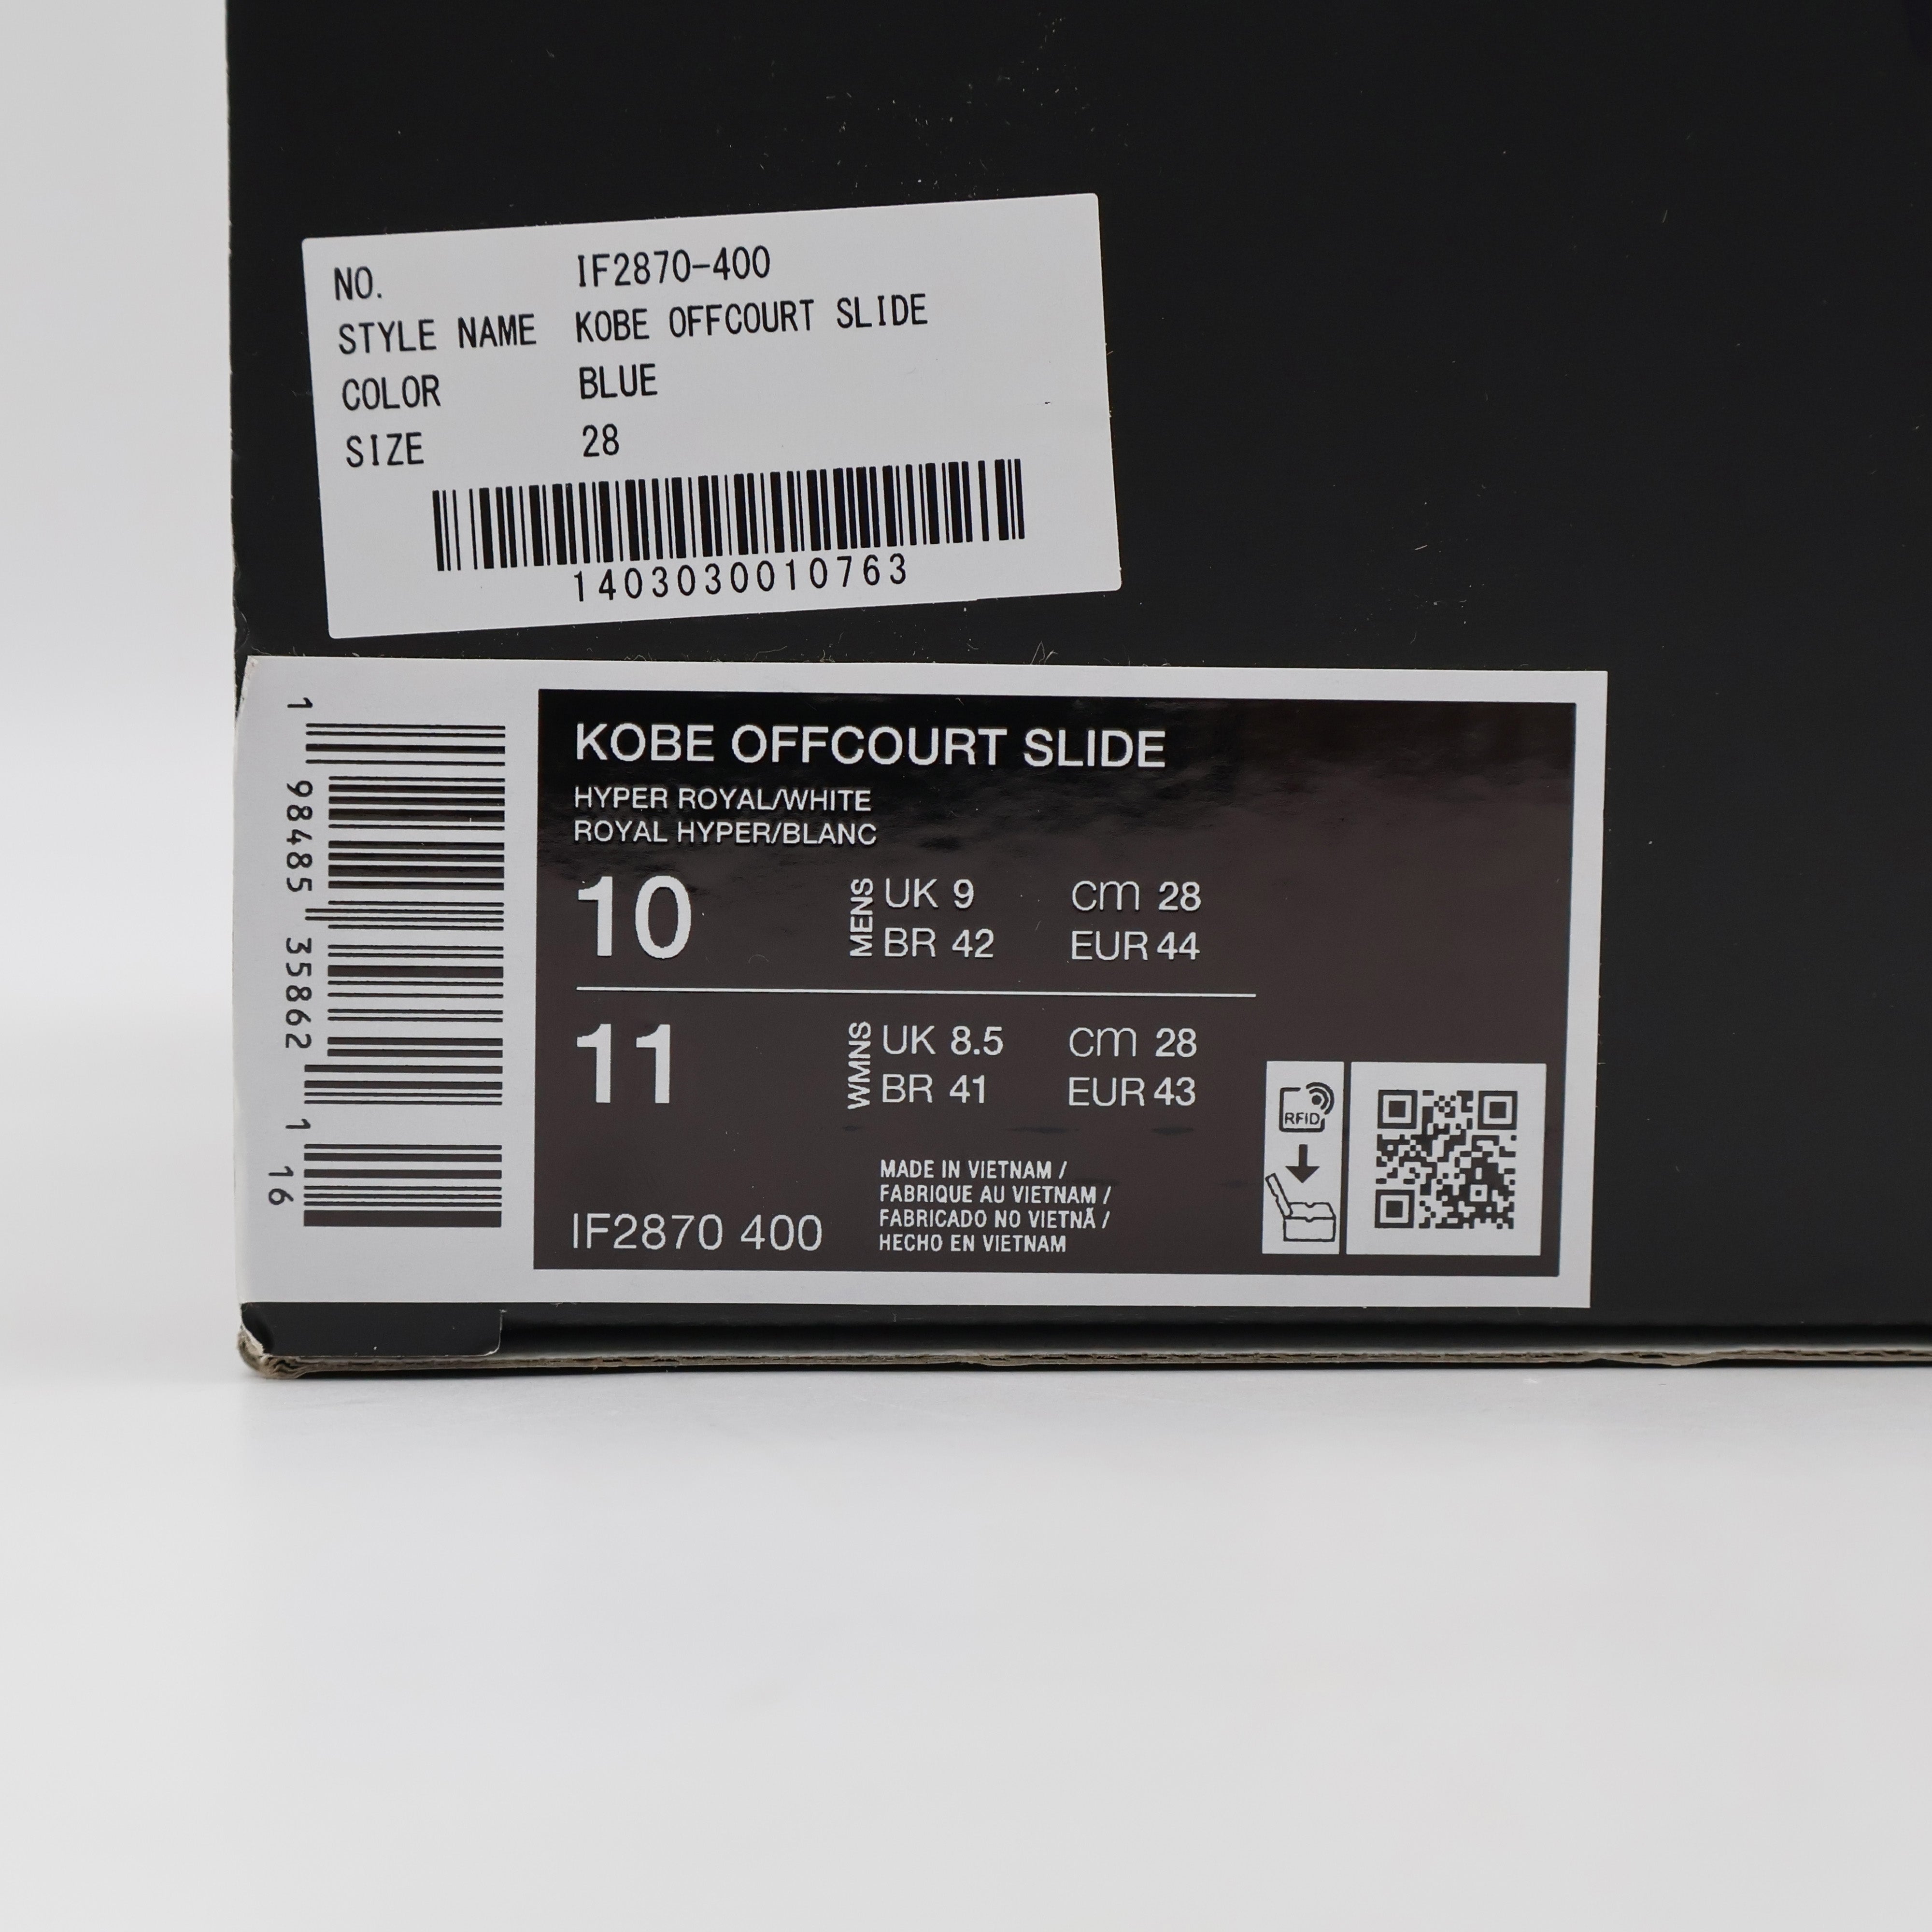 NO. IF2870-400
STYLE NAME KOBE OFFCOURT SLIDE
COLOR BLUE
SIZE 28
1403030010763
1 98485 35862 1
16
KOBE OFFCOURT SLIDE
HYPER ROYAL/WHITE
ROYAL HYPER/BLANC
10 MENS UK 9 cm 28
BR 42 EUR 44
11 WMNS UK 8.5 cm 28
BR 41 EUR 43
MADE IN VIETNAM /
FABRIQUE AU VIETNAM /
FABRICADO NO VIETNÃ /
HECHO EN VIETNAM
IF2870 400
RFID